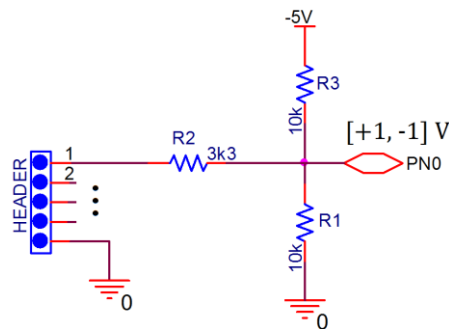 -5V
R3
10k
[+1, -1] V
PN0
R2
3k3
1
2
HEADER
R1
10k
0
0